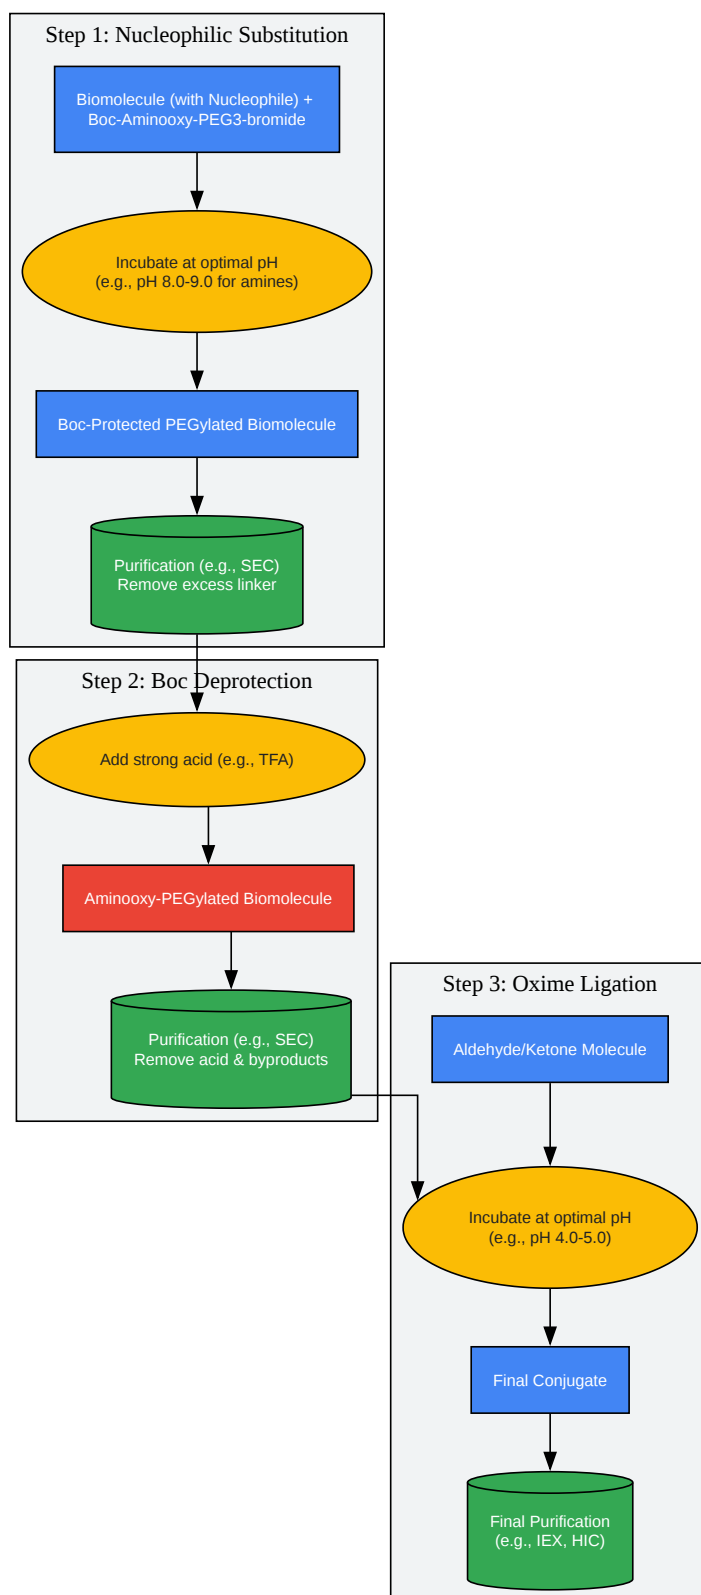 Step 1: Nucleophilic Substitution
Biomolecule (with Nucleophile) +
Boc-Aminooxy-PEG3-bromide
Incubate at optimal pH
(e.g., pH 8.0-9.0 for amines)
Boc-Protected PEGylated Biomolecule
Purification (e.g., SEC)
Remove excess linker
Step 2: Boc Deprotection
Add strong acid (e.g., TFA)
Aminooxy-PEGylated Biomolecule
Purification (e.g., SEC)
Remove acid & byproducts
Step 3: Oxime Ligation
Aldehyde/Ketone Molecule
Incubate at optimal pH
(e.g., pH 4.0-5.0)
Final Conjugate
Final Purification
(e.g., IEX, HIC)